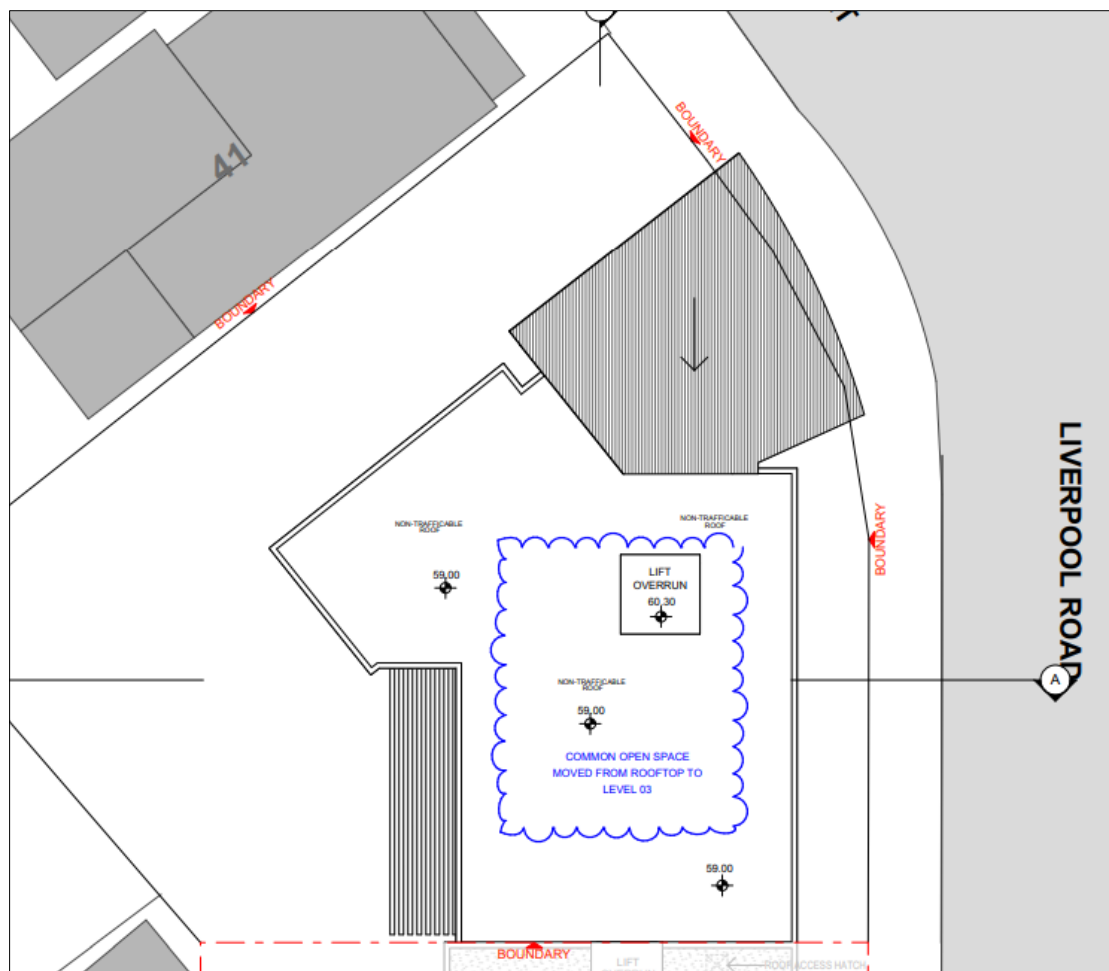 BOUNDARY
41
BOUNDARY
LIVERPOOL ROAD
NON-TRAFFICABLE
ROOF
NON-TRAFFICABLE
ROOF
BOUNDARY
LIFT
OVERRUN
60.30
59.00
A
NON-TRAFFICABLE
ROOF
59.00
COMMON OPEN SPACE
MOVED FROM ROOFTOP TO
LEVEL 03
59.00
BOUNDARY
LIFT
ROOF ACCESS HATCH